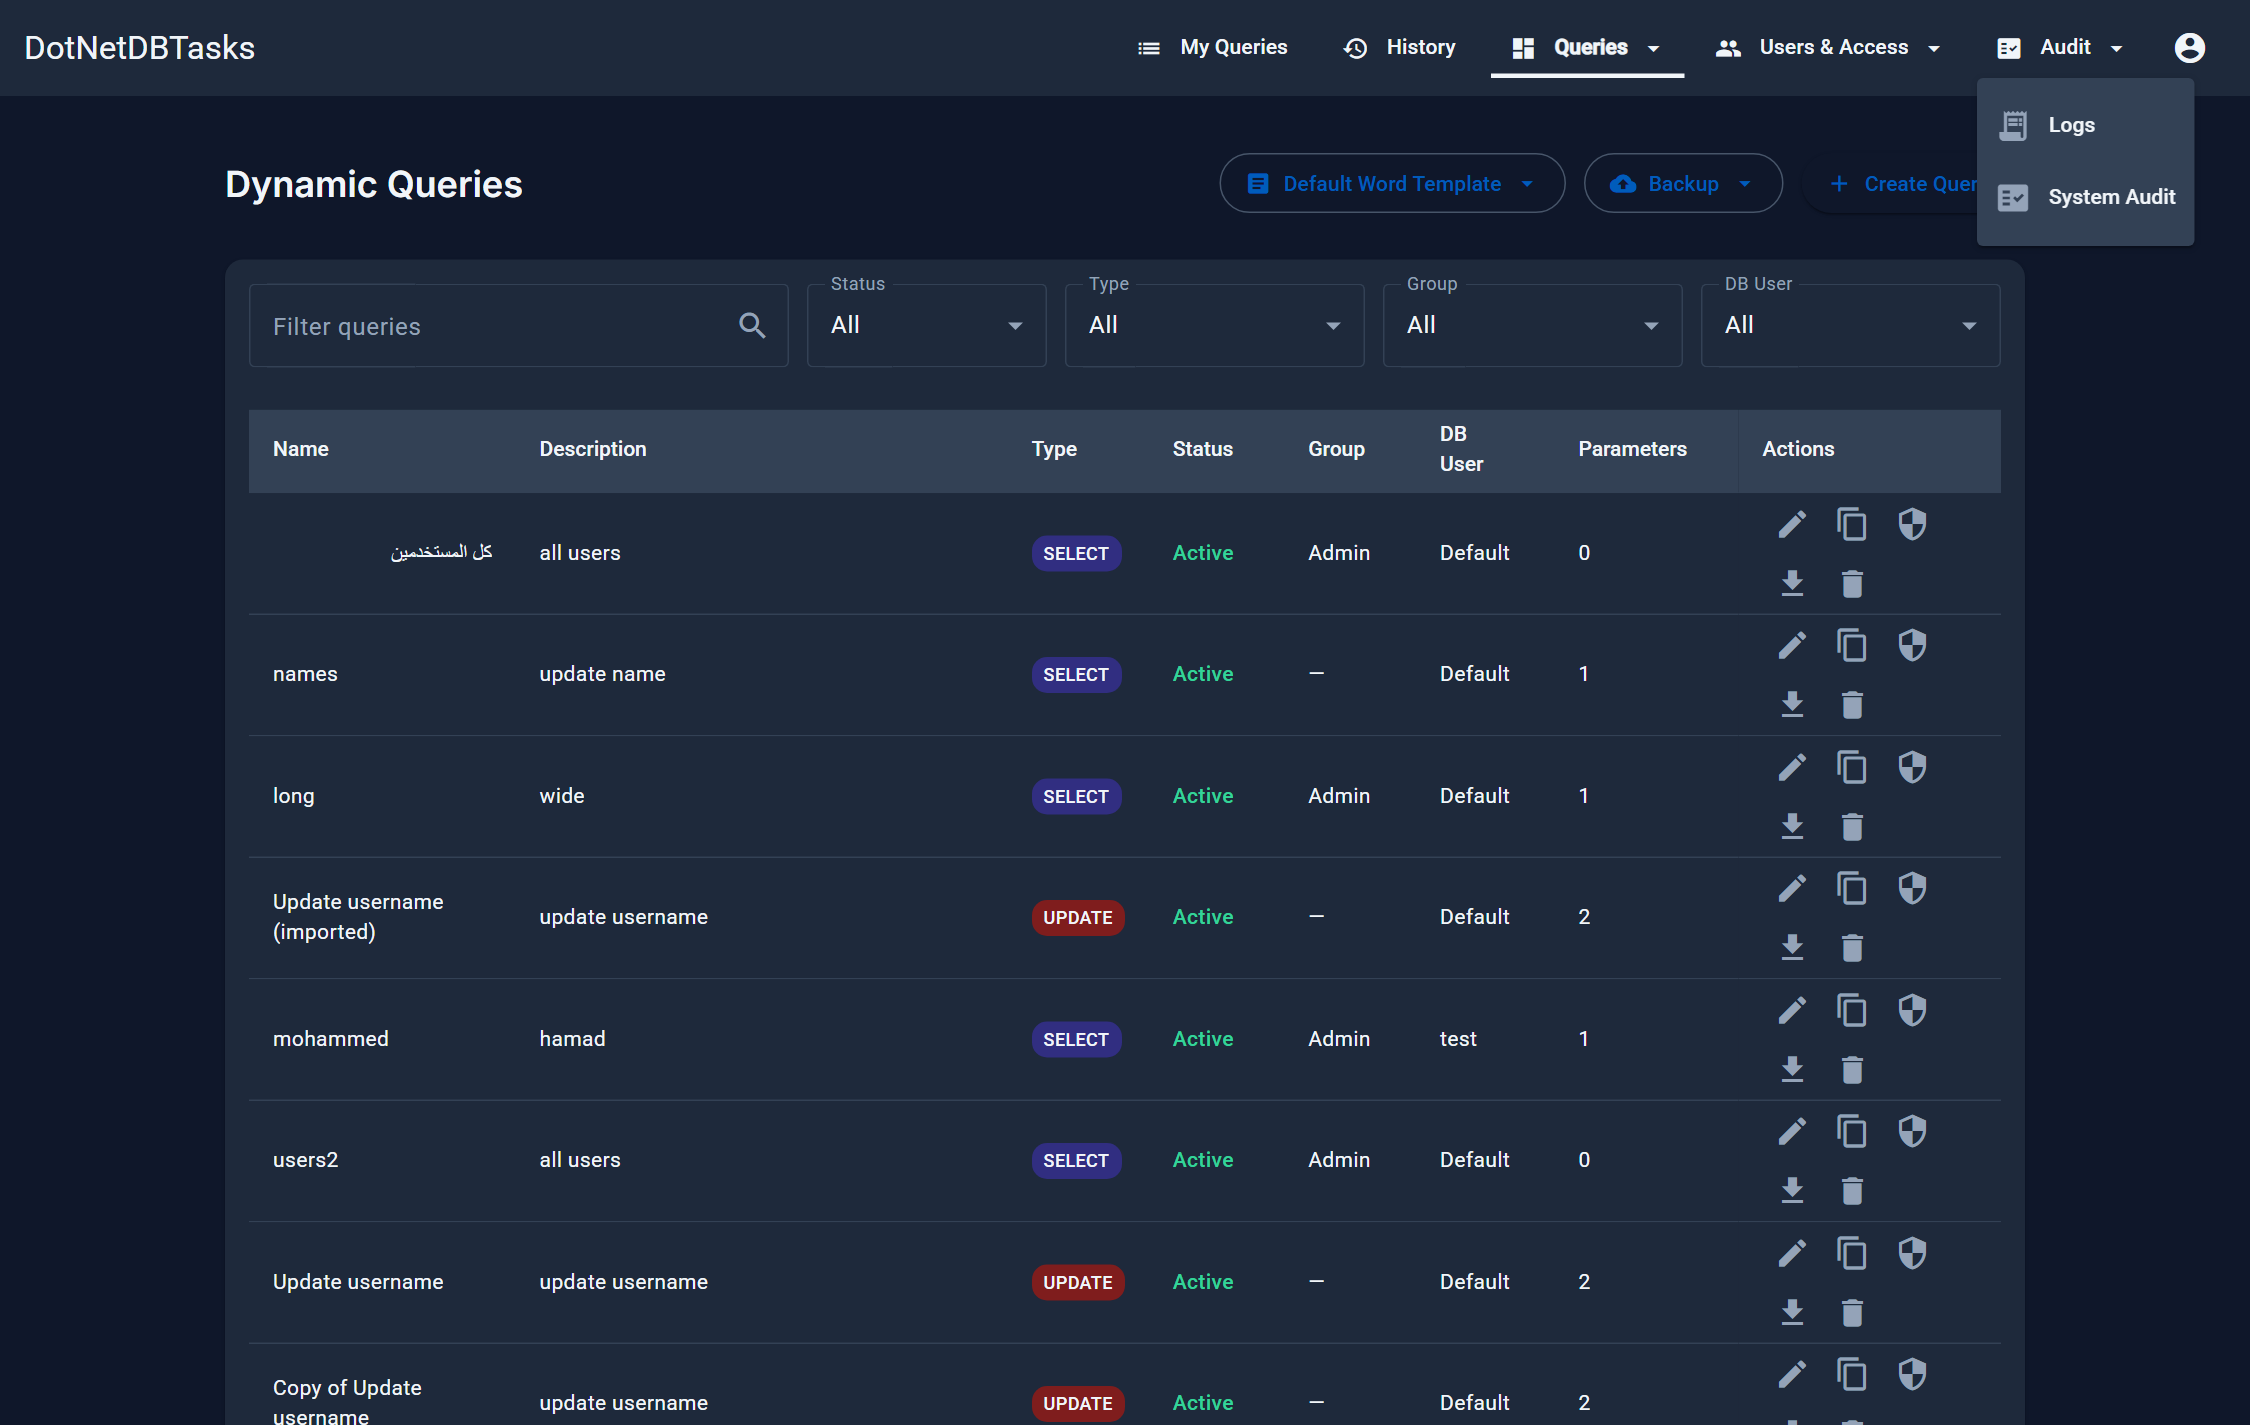 DotNetDBTasks
My Queries
History
Queries
Users & Access
Audit
Logs
System Audit
Dynamic Queries
Default Word Template
Backup
Create Quer
Filter queries
Status
All
Type
All
Group
All
DB User
All
Name
Description
Type
Status
Group
DB
User
Parameters
Actions
كل المستخدمين
all users
SELECT
Active
Admin
Default
0
names
update name
SELECT
Active
—
Default
1
long
wide
SELECT
Active
Admin
Default
1
Update username
(imported)
update username
UPDATE
Active
—
Default
2
mohammed
hamad
SELECT
Active
Admin
test
1
users2
all users
SELECT
Active
Admin
Default
0
Update username
update username
UPDATE
Active
—
Default
2
Copy of Update
username
update username
UPDATE
Active
—
Default
2